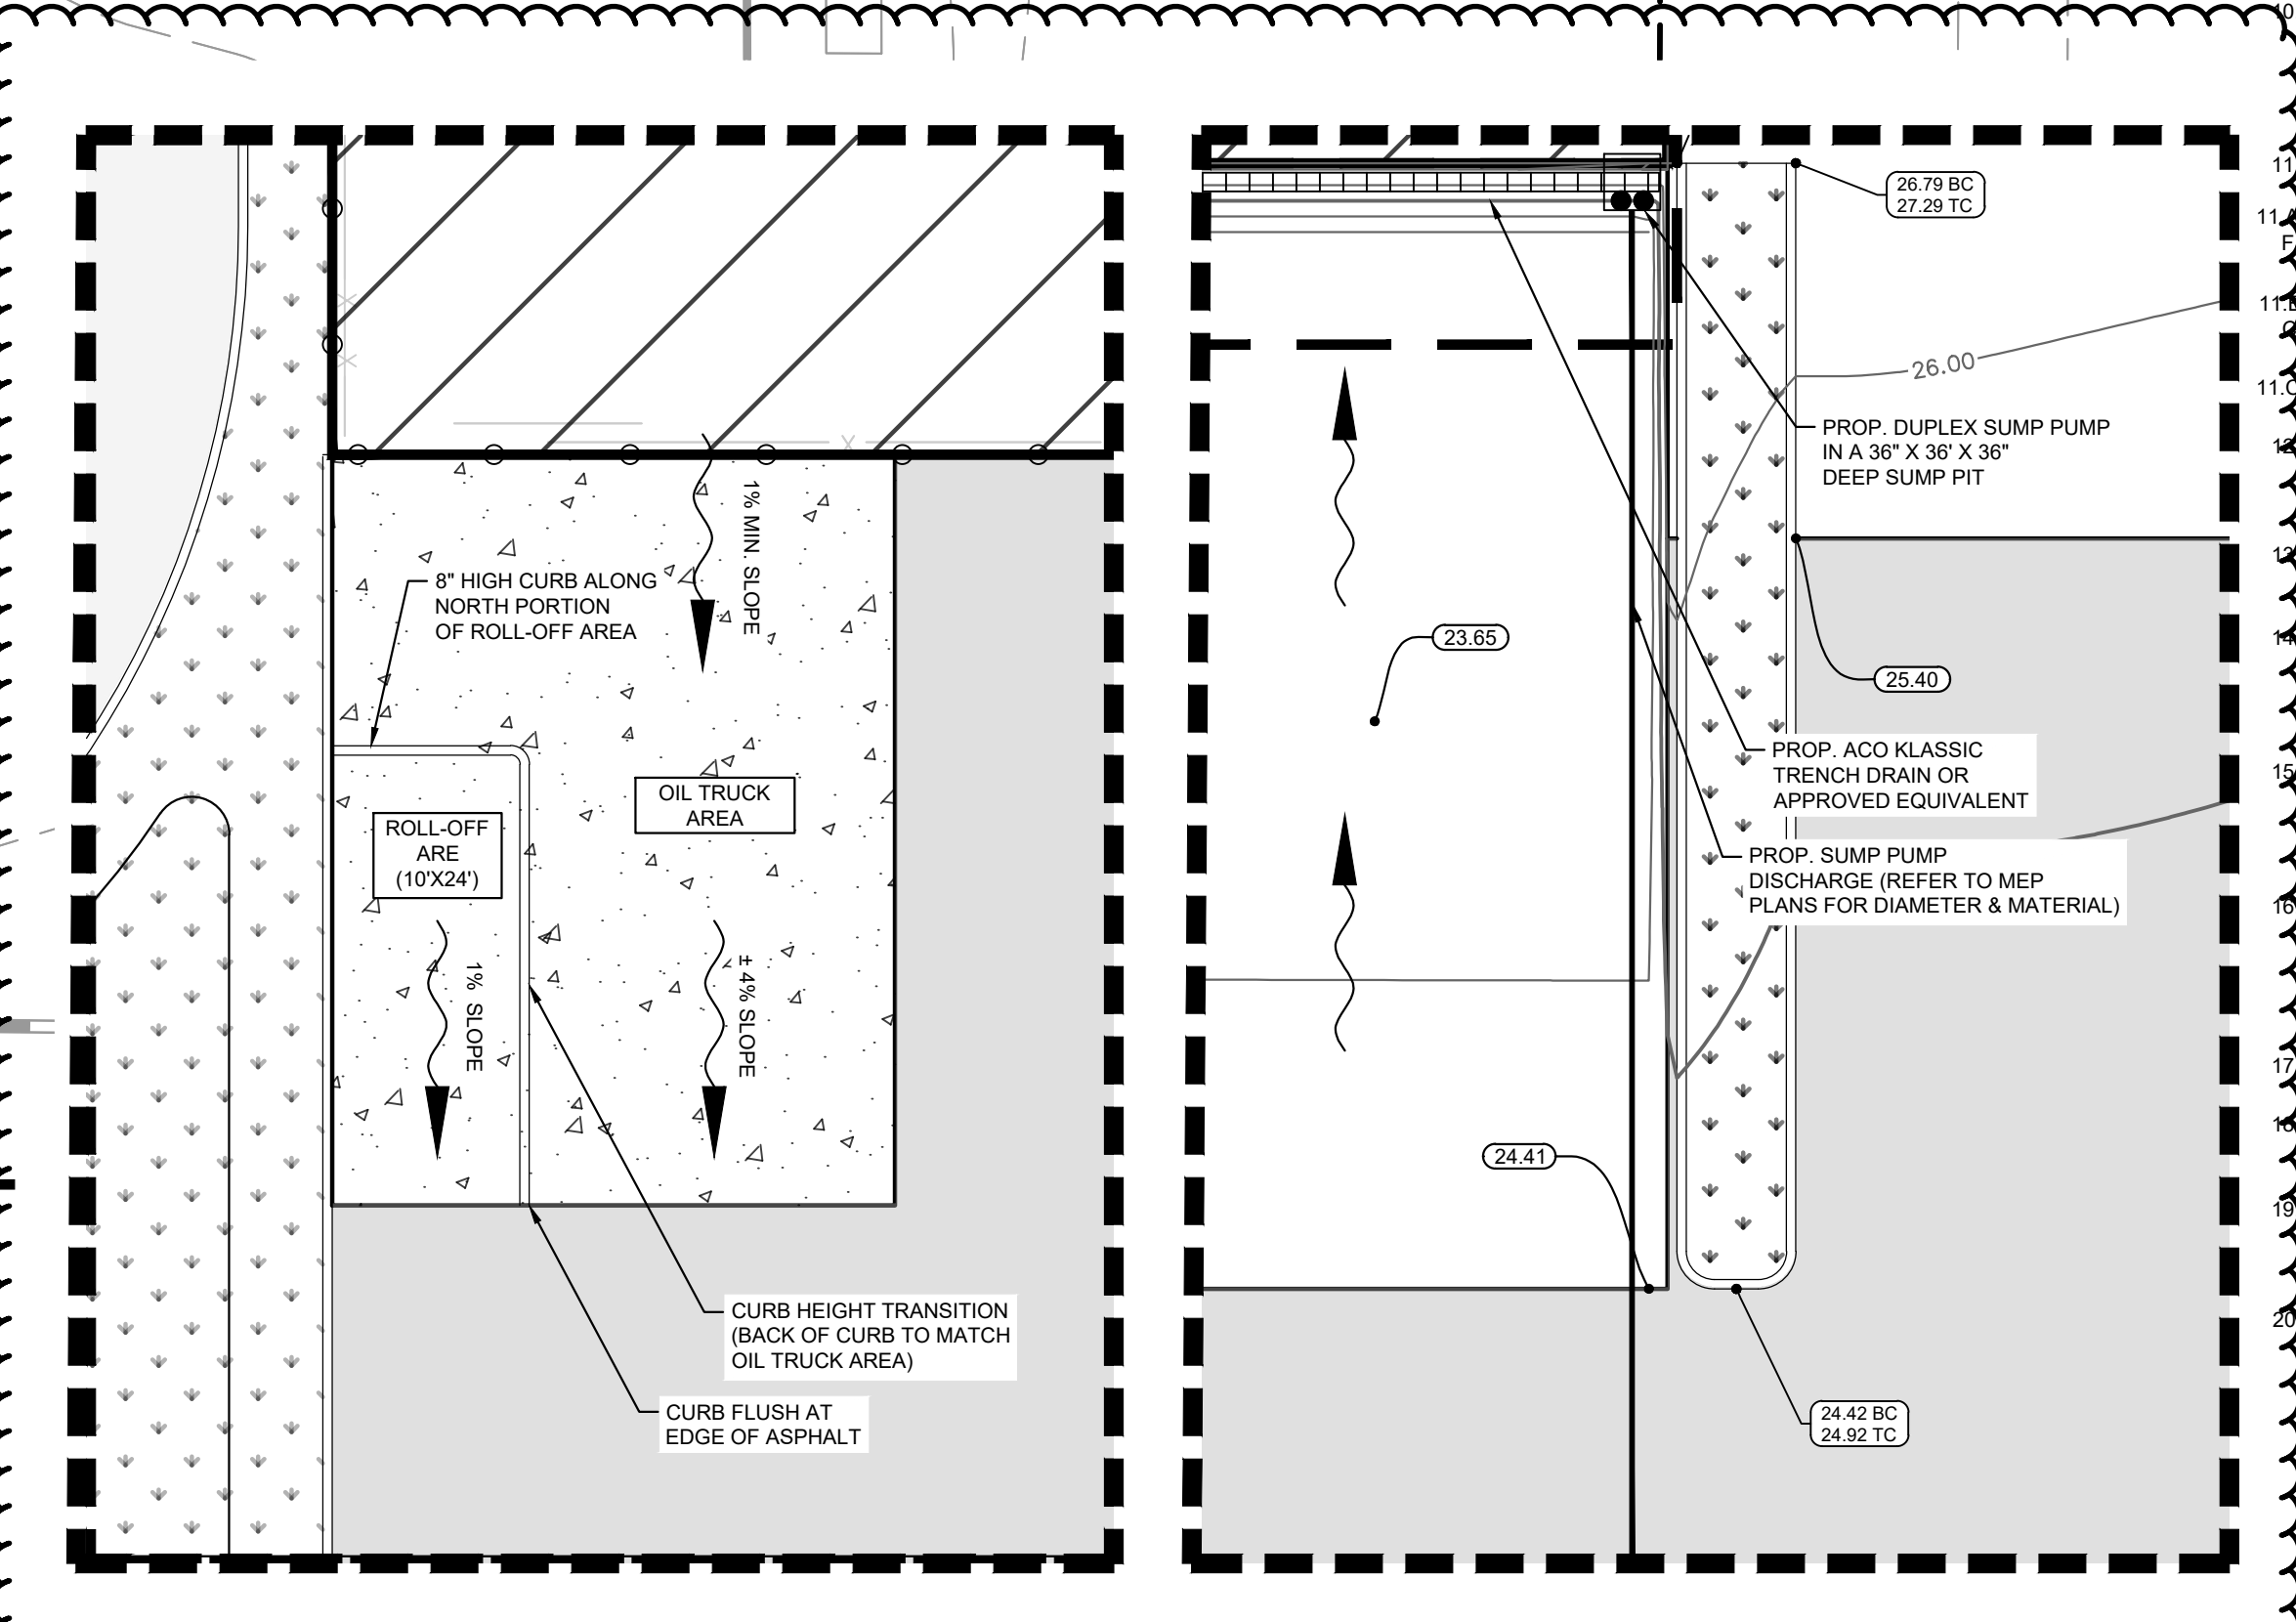 8" HIGH CURB ALONG
NORTH PORTION
OF ROLL-OFF AREA
1% MIN. SLOPE
OIL TRUCK
AREA
ROLL-OFF
ARE
(10'X24')
1% SLOPE
± 4% SLOPE
CURB HEIGHT TRANSITION
(BACK OF CURB TO MATCH
OIL TRUCK AREA)
CURB FLUSH AT
EDGE OF ASPHALT
26.79 BC
27.29 TC
26.00
PROP. DUPLEX SUMP PUMP
IN A 36" X 36' X 36"
DEEP SUMP PIT
23.65
25.40
PROP. ACO KLASSIC
TRENCH DRAIN OR
APPROVED EQUIVALENT
PROP. SUMP PUMP
DISCHARGE (REFER TO MEP
PLANS FOR DIAMETER & MATERIAL)
24.41
24.42 BC
24.92 TC